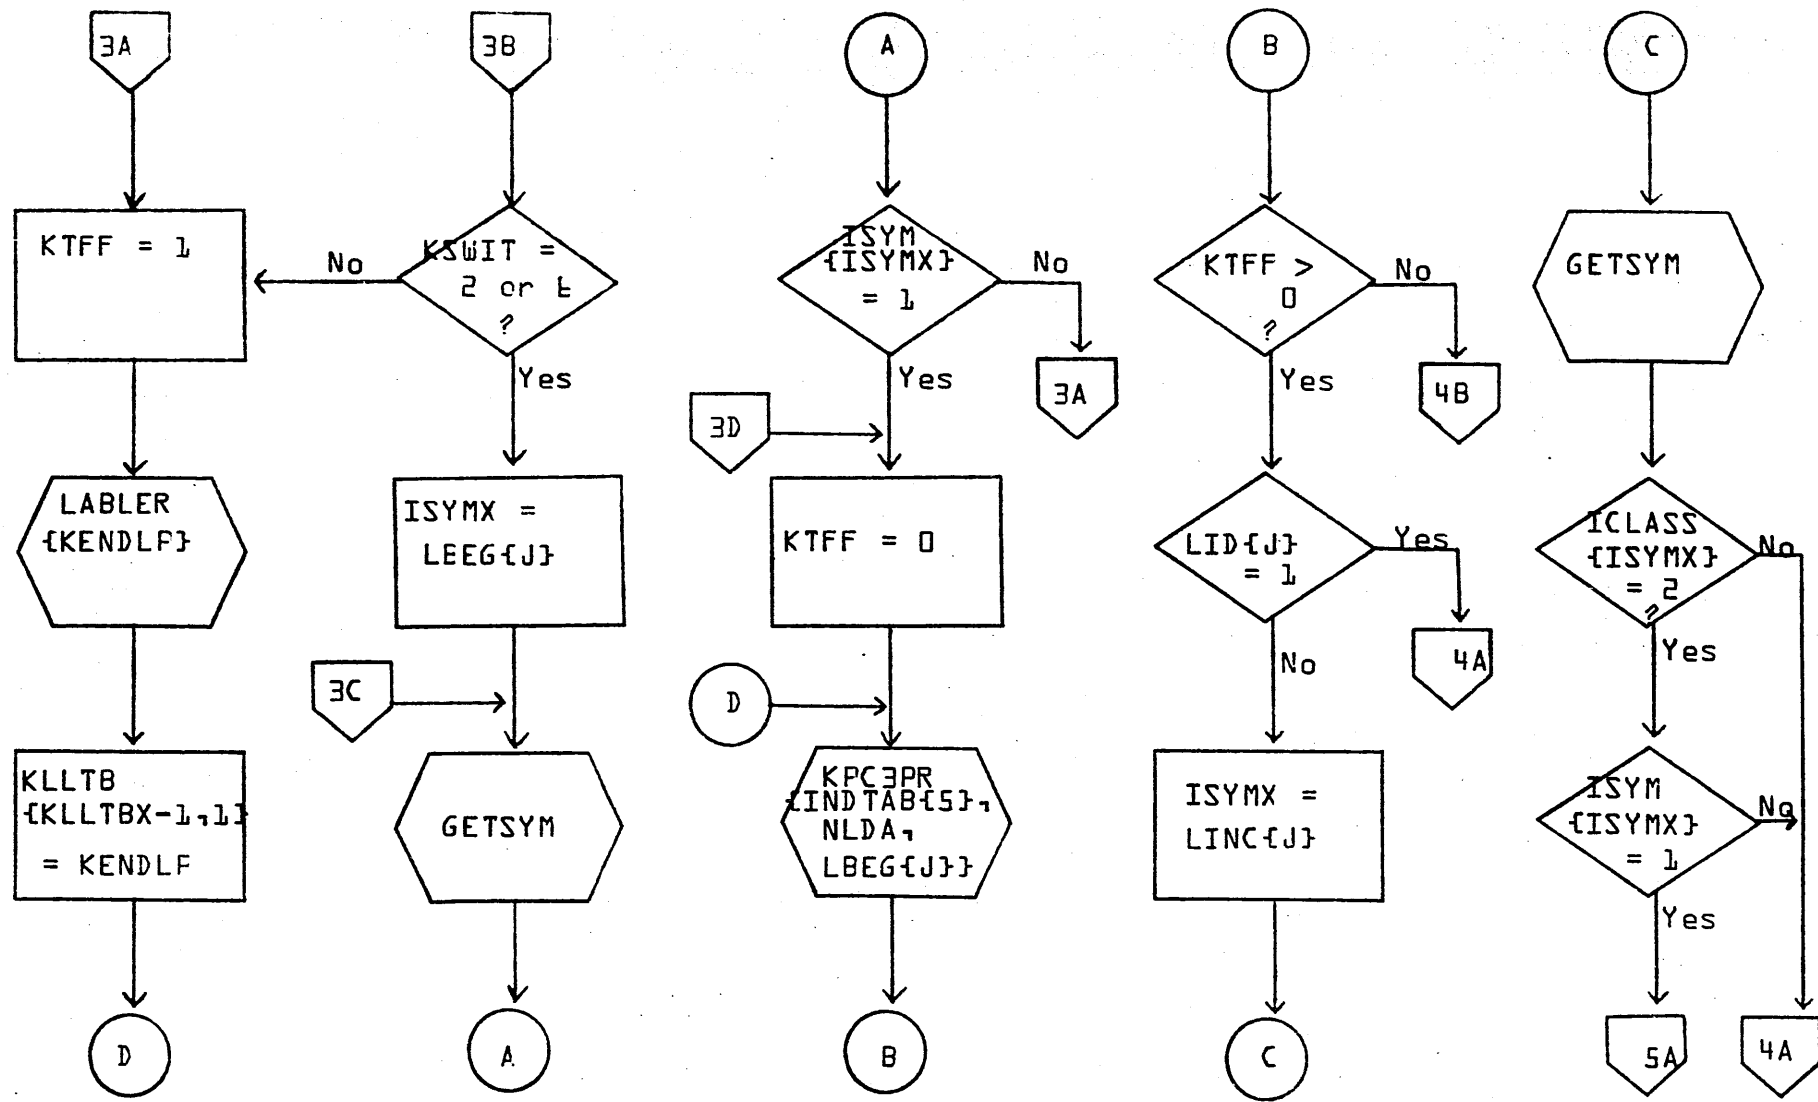 3A
KTFF = 1
LABLER
{KENDLF}
KLLTB
{KLLTBX-1,1}
= KENDLF
D
3B
KSWIT =
2 or
?
No
Yes
ISYMX =
LEEG{J}
3C
GETSYM
A
A
ISYM
{ISYMX}
= 1
No
3A
Yes
3D
KTFF = 0
D
KPC3PR
{INDTAB{5},
NLDA,
LBEG{J}}
B
B
KTFF >
0
?
No
4B
Yes
LID{J}
= 1
Yes
4A
No
ISYMX =
LINC{J}
C
C
GETSYM
ICLASS
{ISYMX}
= 2
?
No
Yes
ISYM
{ISYMX}
= 1
No
Yes
5A
4A